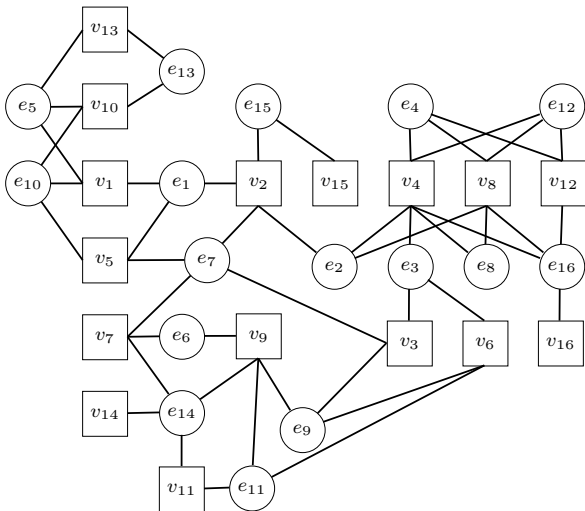 v13
e13
e5 v10 e15 e4 e12
e10 v1 e1 v2 v15 v4 v8 v12
v5 e7 e2 e3 e8 e16
v7 e6 v9 v3 v6 v16
v14 e14 e9
v11 e11